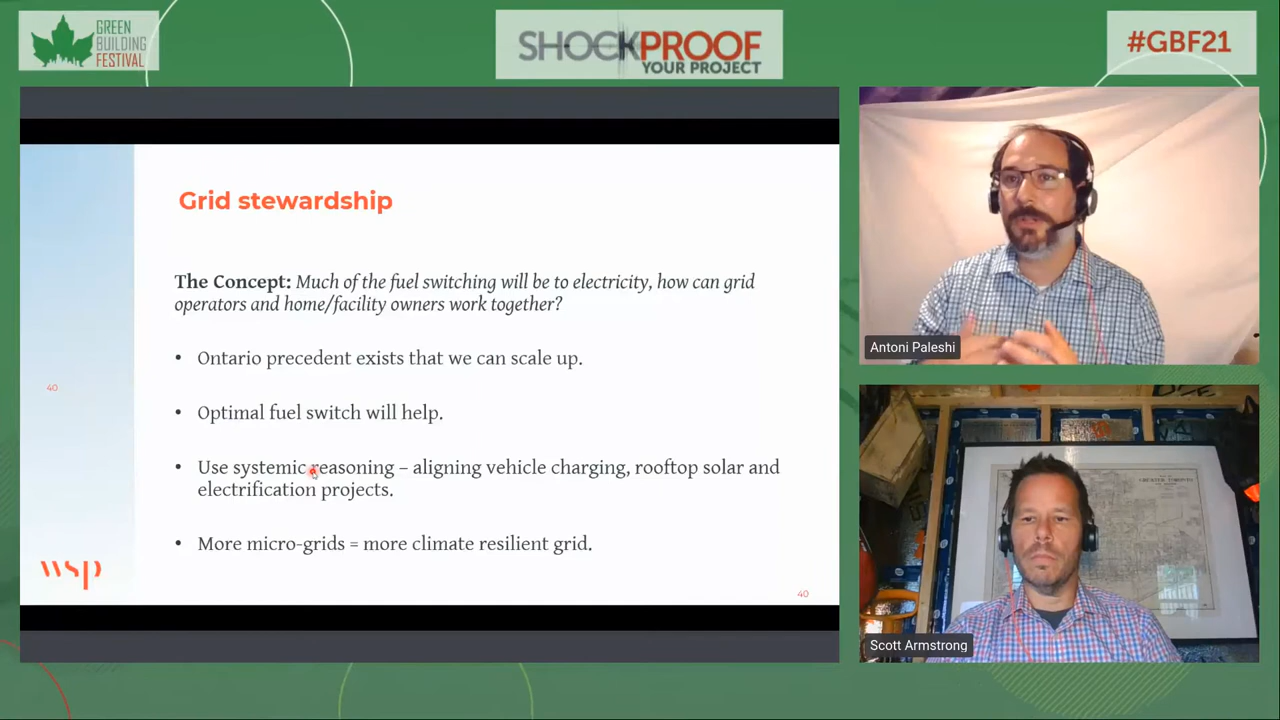 GREEN
BUILDING
FESTIVAL
SHOCKPROOF
YOUR PROJECT
#GBF21
Grid stewardship
The Concept: Much of the fuel switching will be to electricity, how can grid
operators and home/facility owners work together?
• Ontario precedent exists that we can scale up.
• Optimal fuel switch will help.
• Use systemic reasoning – aligning vehicle charging, rooftop solar and
electrification projects.
• More micro-grids = more climate resilient grid.
40
wsp
40
Antoni Paleshi
GREATER TORONTO
Scott Armstrong